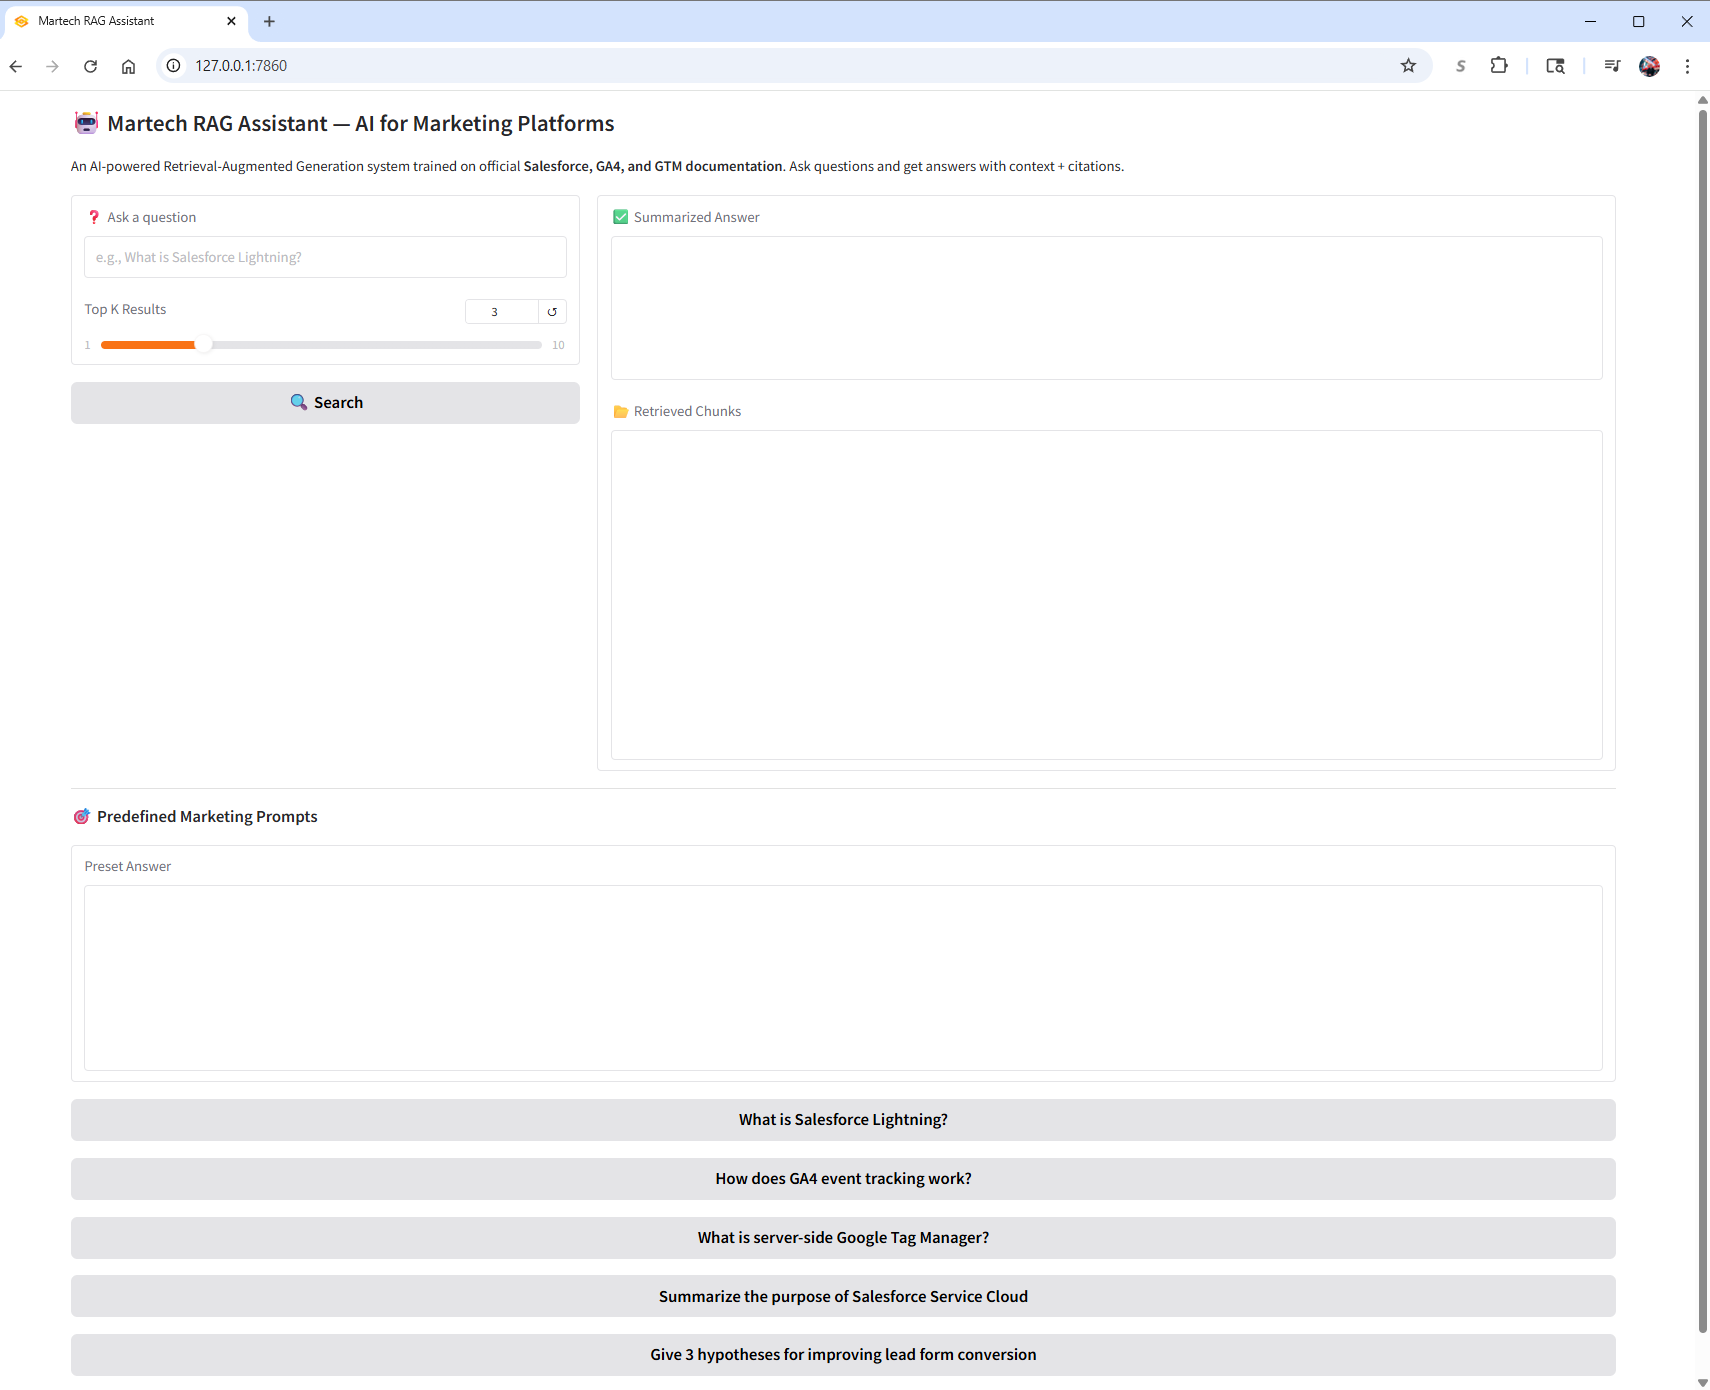 Martech RAG Assistant
127.0.0.1:7860
Martech RAG Assistant — AI for Marketing Platforms
An AI-powered Retrieval-Augmented Generation system trained on official Salesforce, GA4, and GTM documentation. Ask questions and get answers with context + citations.
Ask a question
e.g., What is Salesforce Lightning?
Top K Results
3
1
10
Search
Summarized Answer
Retrieved Chunks
Predefined Marketing Prompts
Preset Answer
What is Salesforce Lightning?
How does GA4 event tracking work?
What is server-side Google Tag Manager?
Summarize the purpose of Salesforce Service Cloud
Give 3 hypotheses for improving lead form conversion